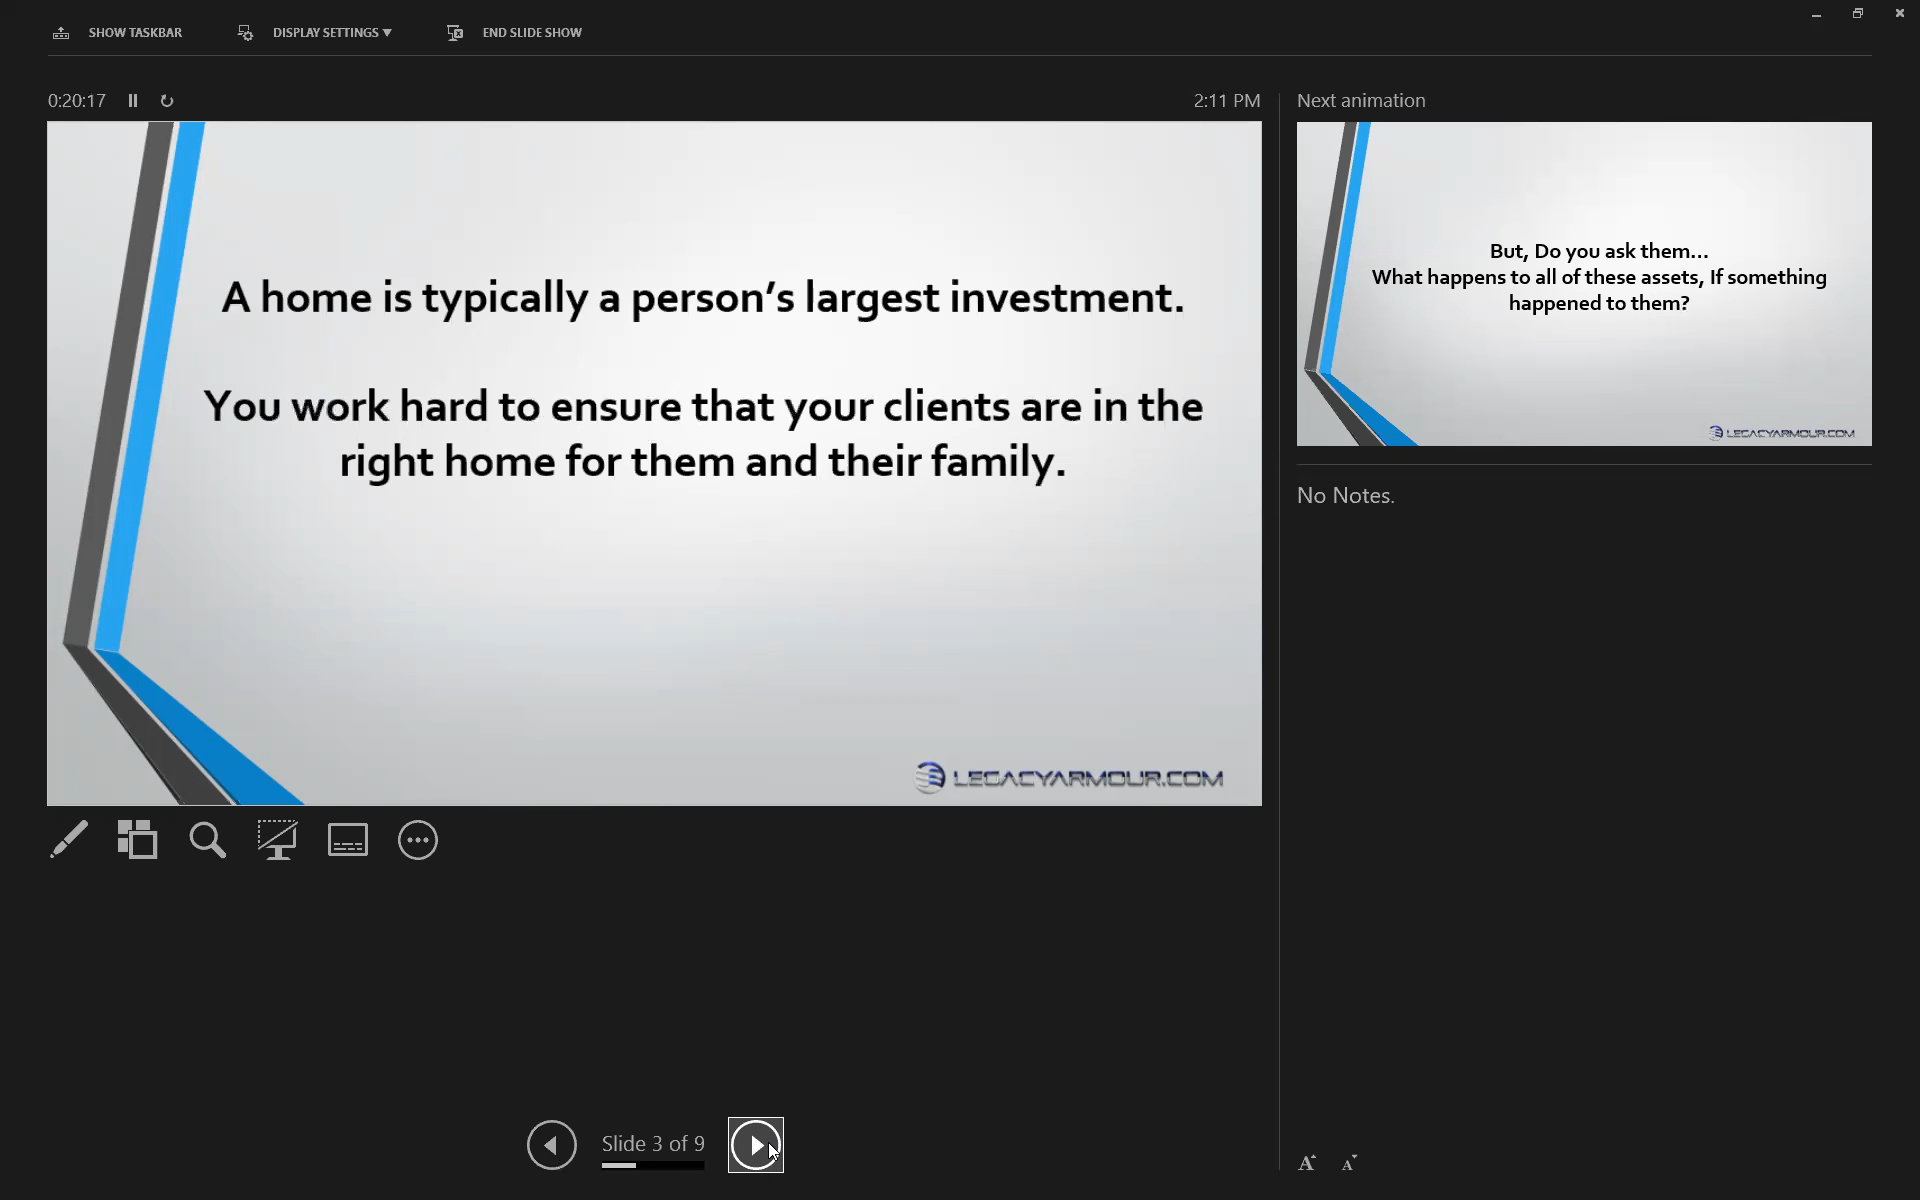 SHOW TASKBAR
DISPLAY SETTINGS ▼
END SLIDE SHOW
0:20:17
2:11 PM
Next animation
A home is typically a person's largest investment.
You work hard to ensure that your clients are in the
right home for them and their family.
LEGACYARMOUR.COM
But, Do you ask them...
What happens to all of these assets, If something
happened to them?
LEGACYARMOUR.COM
No Notes.
Slide 3 of 9
A A